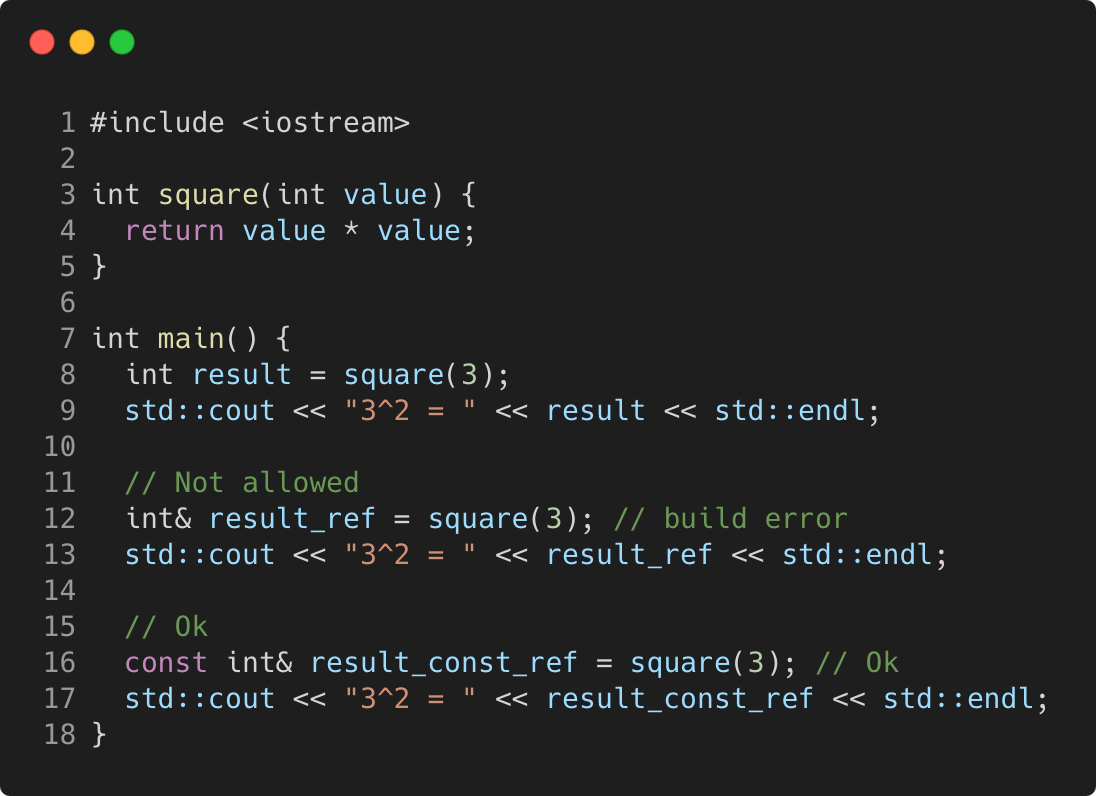 1 #include <iostream>
2
3 int square(int value) {
4   return value * value;
5 }
6
7 int main() {
8   int result = square(3);
9   std::cout << "3^2 = " << result << std::endl;
10
11   // Not allowed
12   int& result_ref = square(3); // build error
13   std::cout << "3^2 = " << result_ref << std::endl;
14
15   // Ok
16   const int& result_const_ref = square(3); // Ok
17   std::cout << "3^2 = " << result_const_ref << std::endl;
18 }